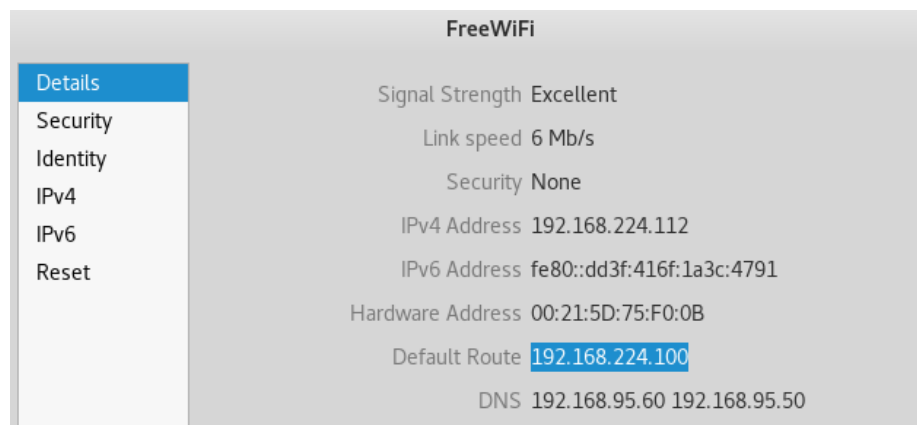 FreeWiFi
Details
Security
Identity
IPv4
IPv6
Reset
Signal Strength Excellent
Link speed 6 Mb/s
Security None
IPv4 Address 192.168.224.112
IPv6 Address fe80::dd3f:416f:1a3c:4791
Hardware Address 00:21:5D:75:F0:0B
Default Route 192.168.224.100
DNS 192.168.95.60 192.168.95.50